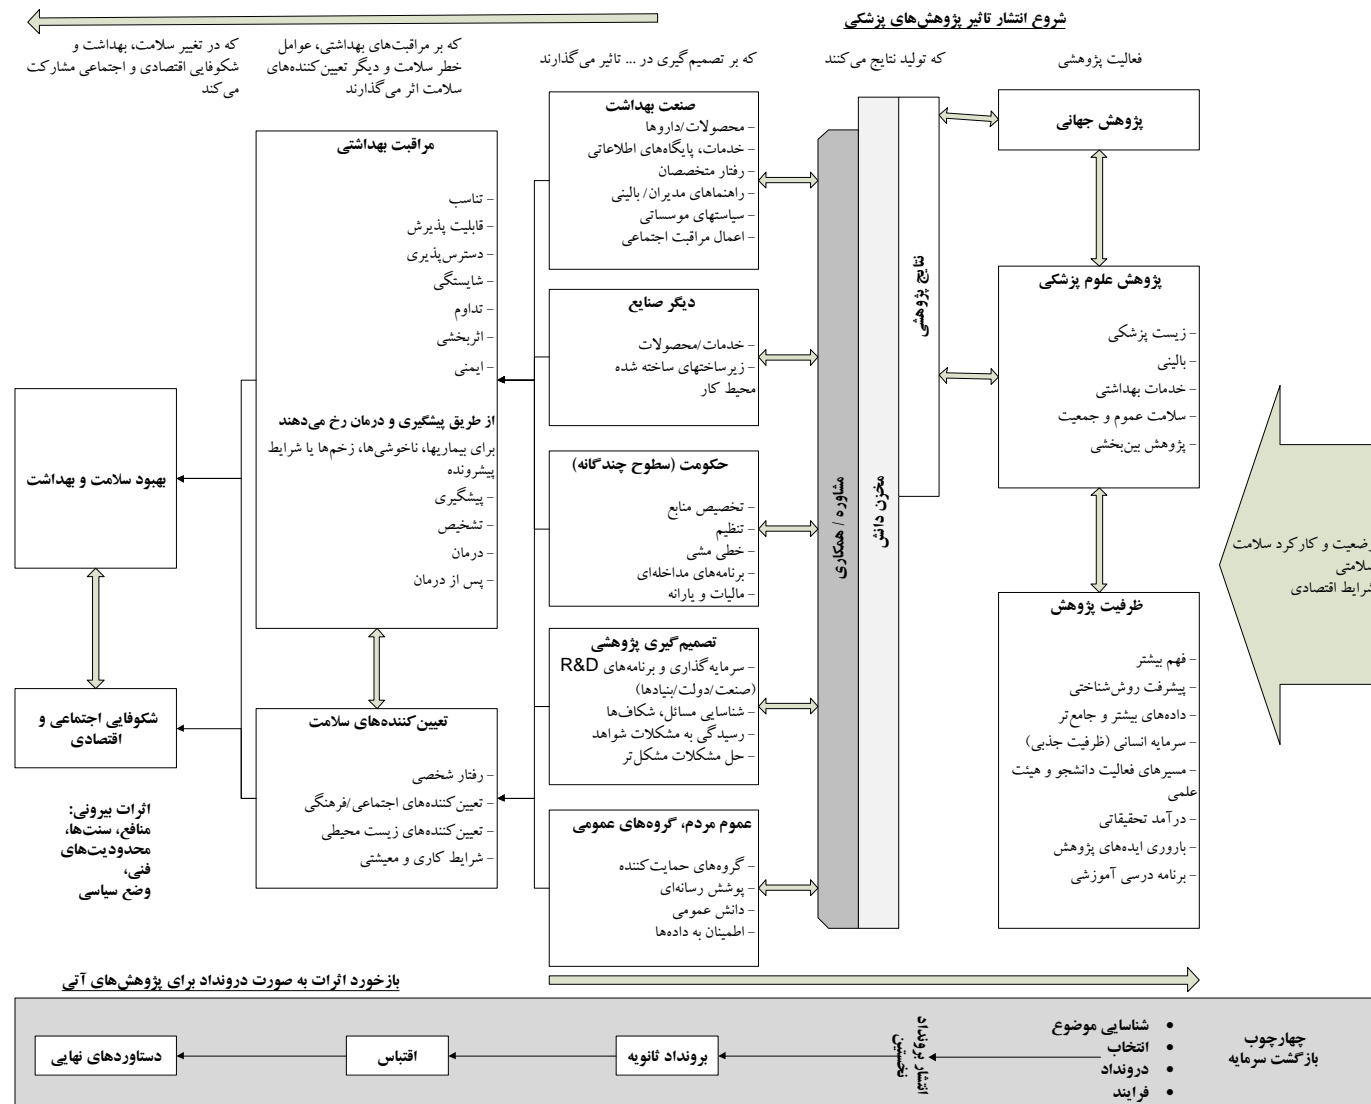 شروع انتشار تاثیر پژوهش‌های پزشکی
فعالیت پژوهشی
که تولید نتایج می‌کنند
که بر تصمیم‌گیری در ... تاثیر می‌گذارند
که بر مراقبت‌های بهداشتی، عوامل
خطر سلامت و دیگر تعیین‌کننده‌های
سلامت اثر می‌گذارند
که در تغییر سلامت، بهداشت و
شکوفایی اقتصادی و اجتماعی مشارکت
می‌کند
پژوهش جهانی
پژوهش علوم پزشکی
- زیست پزشکی
- بالینی
- خدمات بهداشتی
- سلامت عموم و جمعیت
- پژوهش بین‌بخشی
ظرفیت پژوهش
- فهم بیشتر
- پیشرفت روش‌شناختی
- داده‌های بیشتر و جامع‌تر
- سرمایه انسانی (ظرفیت جذبی)
- مسیرهای فعالیت دانشجو و هیئت
علمی
- درآمد تحقیقاتی
- باروری ایده‌های پژوهش
- برنامه درسی آموزشی
و کارکرد سلامت
اقتصادی
نتایج پژوهشی
مخزن دانش
مشاوره / همکاری
صنعت بهداشت
- محصولات/داروها
- خدمات، پایگاه‌های اطلاعاتی
- رفتار متخصصان
- راهنماهای مدیران/ بالینی
- سیاستهای موسساتی
- اعمال مراقبت اجتماعی
دیگر صنایع
- خدمات/محصولات
- زیرساختهای ساخته شده
محیط کار
حکومت (سطوح چندگانه)
- تخصیص منابع
- تنظیم
- خطی مشی
- برنامه‌های مداخله‌ای
- مالیات و یارانه
تصمیم‌گیری پژوهشی
- سرمایه‌گذاری و برنامه‌های R&D
(صنعت/دولت/بنیادها)
- شناسایی مسائل، شکاف‌ها
- رسیدگی به مشکلات شواهد
- حل مشکلات مشکل‌تر
عموم مردم، گروه‌های عمومی
- گروه‌های حمایت‌کننده
- پوشش رسانه‌ای
- دانش عمومی
- اطمینان به داده‌ها
مراقبت بهداشتی
- تناسب
- قابلیت پذیرش
- دسترس‌پذیری
- شایستگی
- تداوم
- اثربخشی
- ایمنی
از طریق پیشگیری و درمان رخ می‌دهند
برای بیماریها، ناخوشی‌ها، زخم‌ها یا شرایط
پیشرونده
- پیشگیری
- تشخیص
- درمان
- پس از درمان
تعیین‌کننده‌های سلامت
- رفتار شخصی
- تعیین‌کننده‌های اجتماعی/فرهنگی
- تعیین‌کننده‌های زیست محیطی
- شرایط کاری و معیشتی
بهبود سلامت و بهداشت
شکوفایی اجتماعی و
اقتصادی
اثرات بیرونی:
منافع، سنت‌ها،
محدودیت‌های
فنی،
وضع سیاسی
بازخورد اثرات به صورت درونداد برای پژوهش‌های آتی
چهارچوب
بازگشت سرمایه
• شناسایی موضوع
• انتخاب
• درونداد
• فرایند
انتشار برونداد
نخستین
برونداد ثانویه
اقتباس
دستاوردهای نهایی